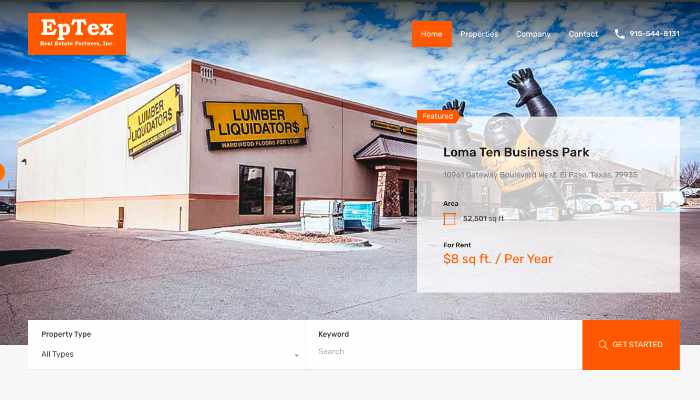 EpTex
Real Estate Partners, Inc.
Home
Properties
Company
Contact
915-544-8131
LUMBER
LIQUIDATOR$
LUMBER
LIQUIDATOR$
HARDWOOD FLOORS FOR LESS!
Featured
Loma Ten Business Park
10961 Gateway Boulevard West, El Paso, Texas, 79935
Area
52,501 sq ft
For Rent
$8 sq ft. / Per Year
Property Type
All Types
Keyword
Search
GET STARTED